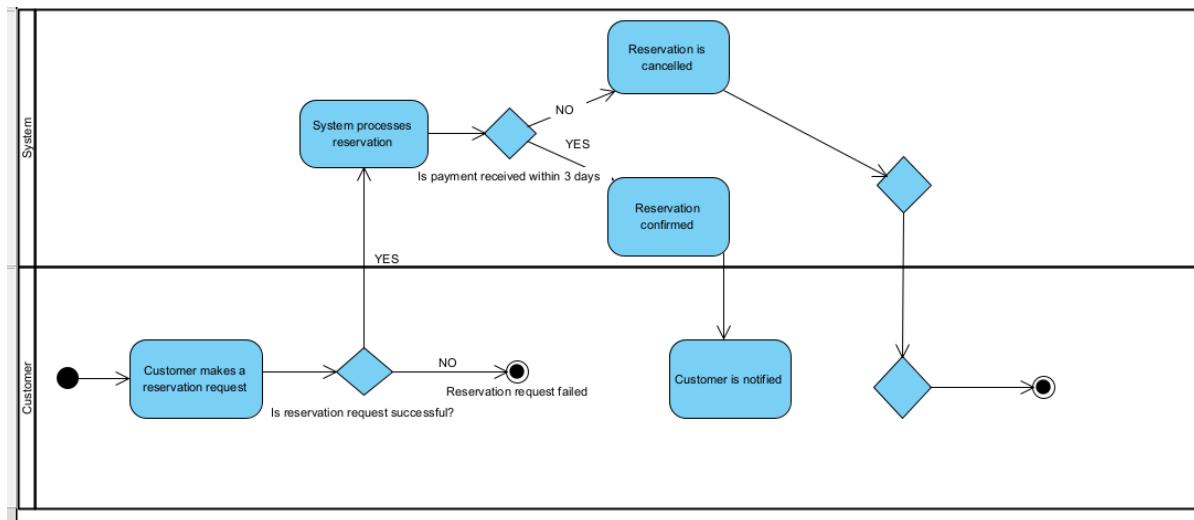 System
Reservation is
cancelled
System processes
reservation
NO
YES
Is payment received within 3 days
Reservation
confirmed
YES
Customer
Customer makes a
reservation request
Is reservation request successful?
NO
Reservation request failed
Customer is notified